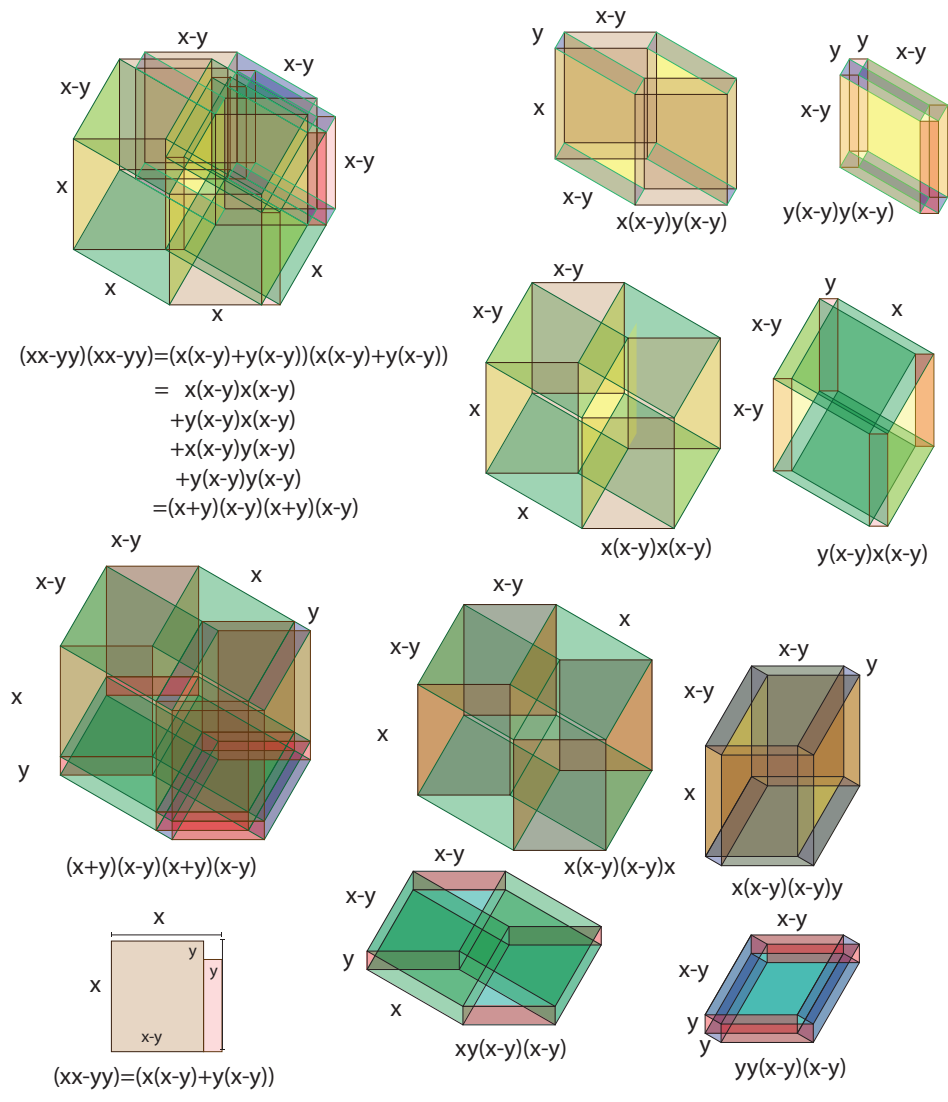 x-y
x-y
x-y
x
x-y
x
x
x
y
x-y
x
x-y
x(x-y)y(x-y)
y
y
x-y
x-y
y(x-y)y(x-y)
(xx-yy)(xx-yy)=(x(x-y)+y(x-y))(x(x-y)+y(x-y))
= x(x-y)x(x-y)
+y(x-y)x(x-y)
+x(x-y)y(x-y)
+y(x-y)y(x-y)
=(x+y)(x-y)(x+y)(x-y)
x-y
x-y
x
x
x(x-y)x(x-y)
y
x
x-y
x-y
y(x-y)x(x-y)
x-y
x-y
x
y
x
y
(x+y)(x-y)(x+y)(x-y)
x-y
x
x-y
x
x(x-y)(x-y)x
x-y
y
x-y
x
x(x-y)(x-y)y
x
x
y
y
x-y
(xx-yy)=(x(x-y)+y(x-y))
x-y
x-y
y
x
xy(x-y)(x-y)
x-y
x-y
y
y
yy(x-y)(x-y)